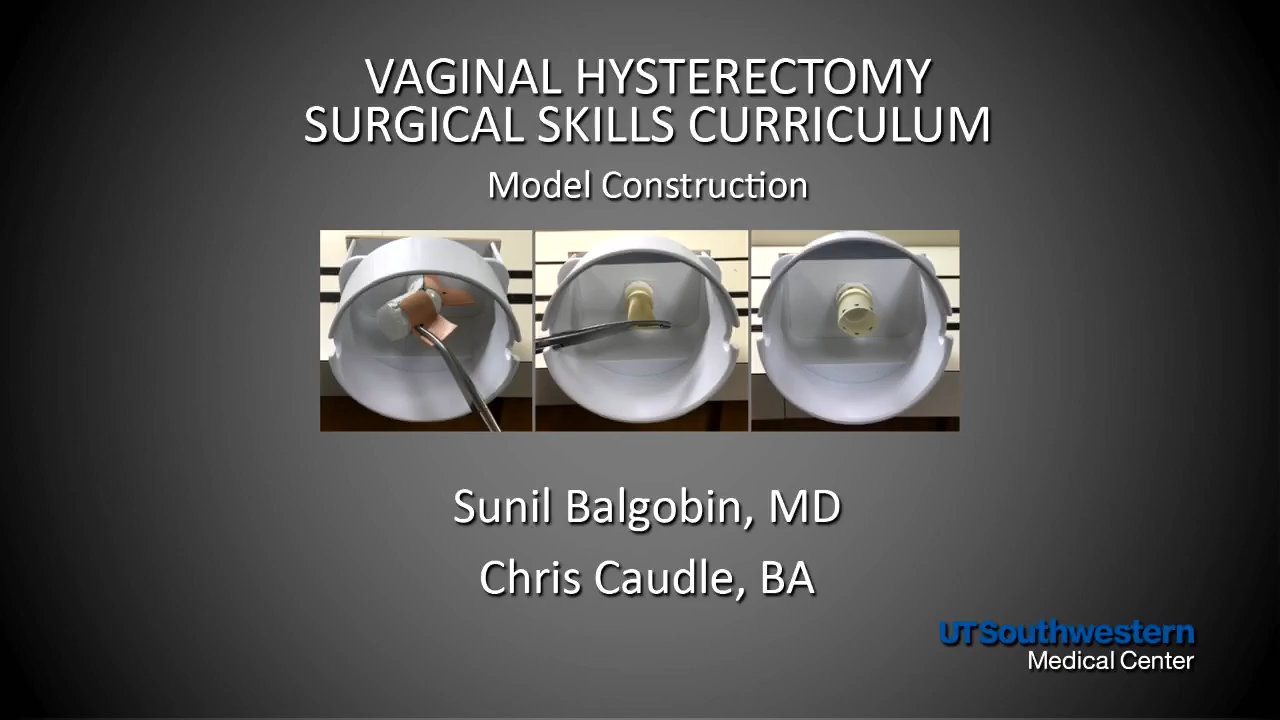 VAGINAL HYSTERECTOMY
SURGICAL SKILLS CURRICULUM
Model Construction
Sunil Balgobin, MD
Chris Caudle, BA
UTSouthwestern
Medical Center